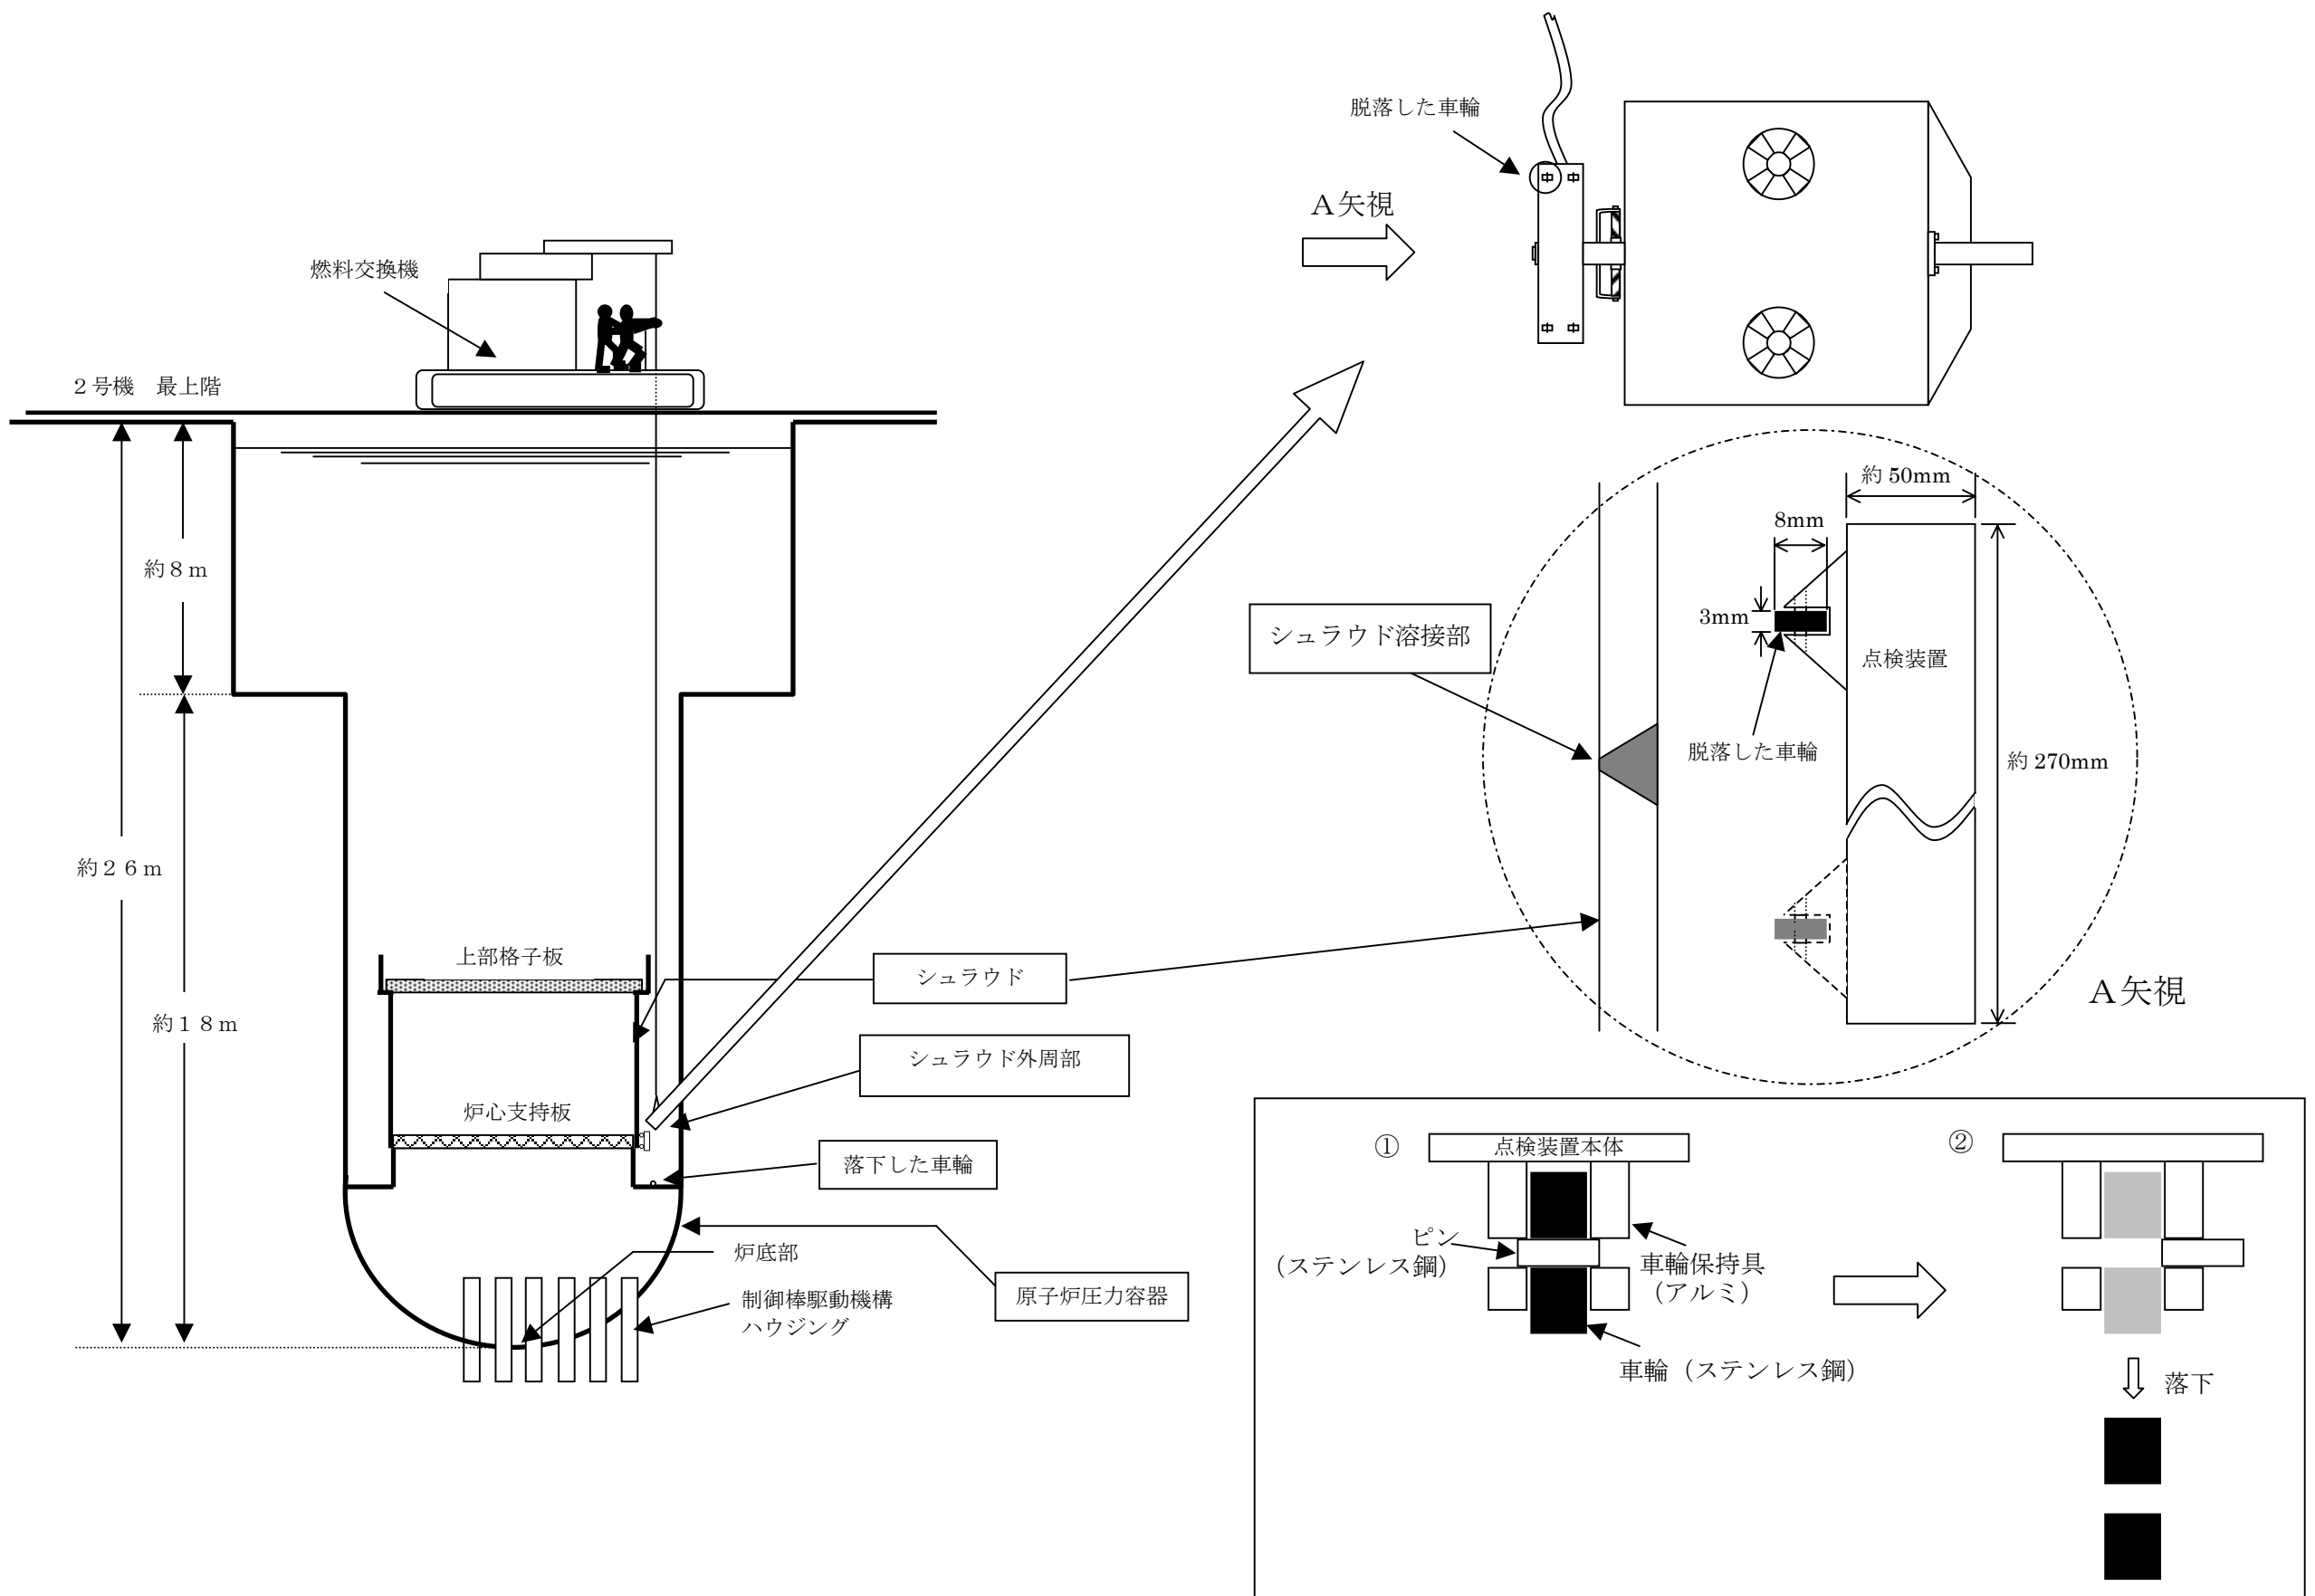 脱落した車輪
A矢視
燃料交換機
２号機　最上階
約８ｍ
約２６ｍ
約１８ｍ
上部格子板
炉心支持板
シュラウド
シュラウド外周部
落下した車輪
炉底部
制御棒駆動機構
ハウジング
原子炉圧力容器
約 50mm
8mm
3mm
シュラウド溶接部
点検装置
脱落した車輪
約 270mm
A矢視
①
点検装置本体
ピン
（ステンレス鋼）
車輪保持具
（アルミ）
車輪（ステンレス鋼）
②
落下